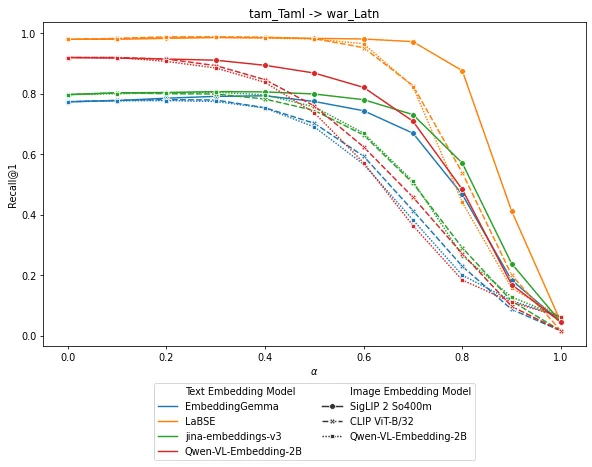 tam_Taml -> war_Latn
Recall@1
1.0
0.8
0.6
0.4
0.2
0.0
0.0 0.2 0.4 0.6 0.8 1.0
α
Text Embedding Model
EmbeddingGemma
LaBSE
jina-embeddings-v3
Qwen-VL-Embedding-2B
Image Embedding Model
SigLIP 2 So400m
CLIP ViT-B/32
Qwen-VL-Embedding-2B